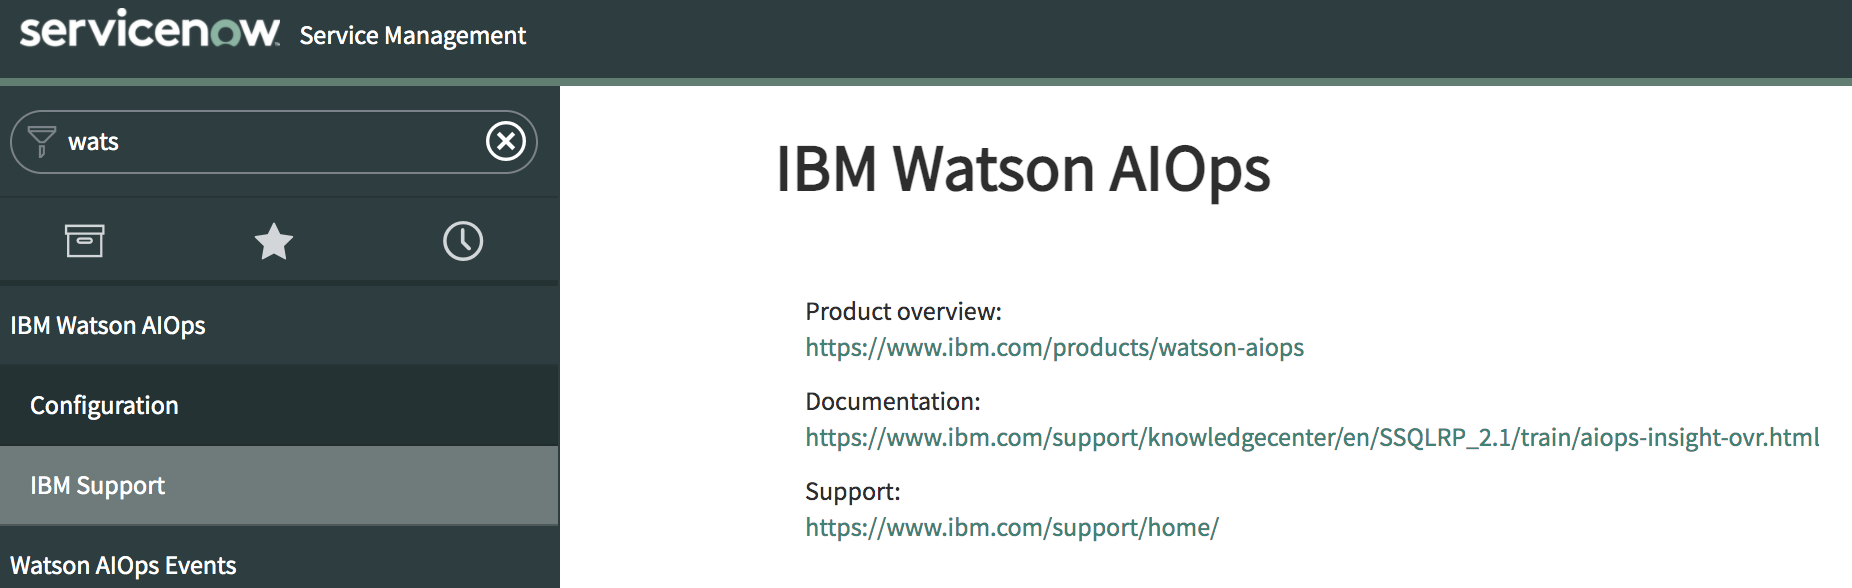 servicenow Service Management
wats
IBM Watson AIOps
Configuration
IBM Support
Watson AIOps Events
IBM Watson AIOps
Product overview:
https://www.ibm.com/products/watson-aiops
Documentation:
https://www.ibm.com/support/knowledgecenter/en/SSQLRP_2.1/train/aiops-insight-ovr.html
Support:
https://www.ibm.com/support/home/